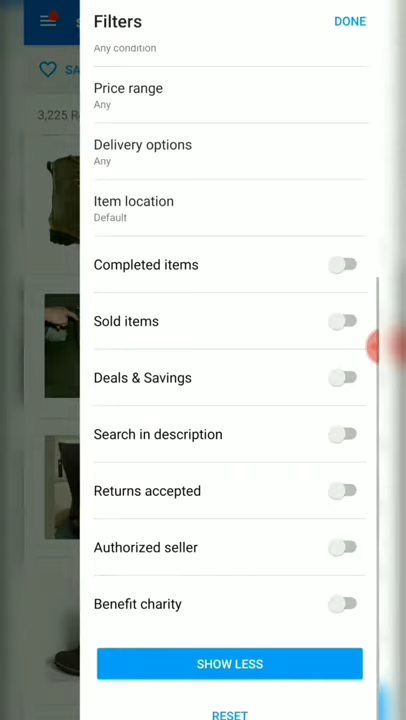 Filters
DONE
Any condition
SA
3,225 R
Price range
Any
Delivery options
Any
Item location
Default
Completed items
Sold items
Deals & Savings
Search in description
Returns accepted
Authorized seller
Benefit charity
SHOW LESS
RESET